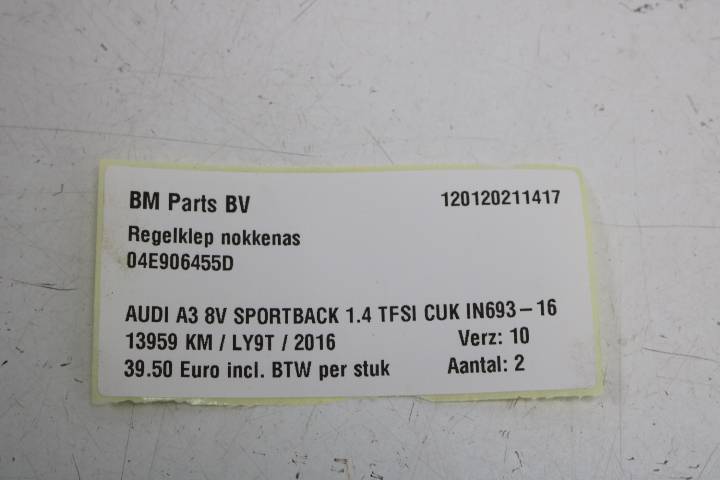 BM Parts BV 120120211417
Regelklep nokkenas
04E906455D
AUDI A3 8V SPORTBACK 1.4 TFSI CUK IN693-16
13959 KM / LY9T / 2016 Verz: 10
39.50 Euro incl. BTW per stuk Aantal: 2